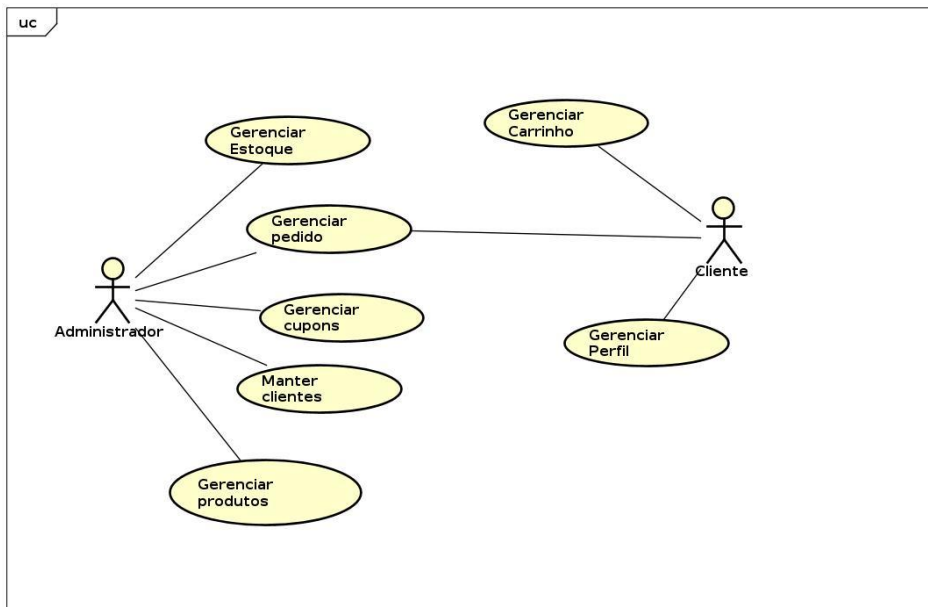 uc
Gerenciar
Estoque
Gerenciar
Carrinho
Gerenciar
pedido
Cliente
Administrador
Gerenciar
cupons
Gerenciar
Perfil
Manter
clientes
Gerenciar
produtos